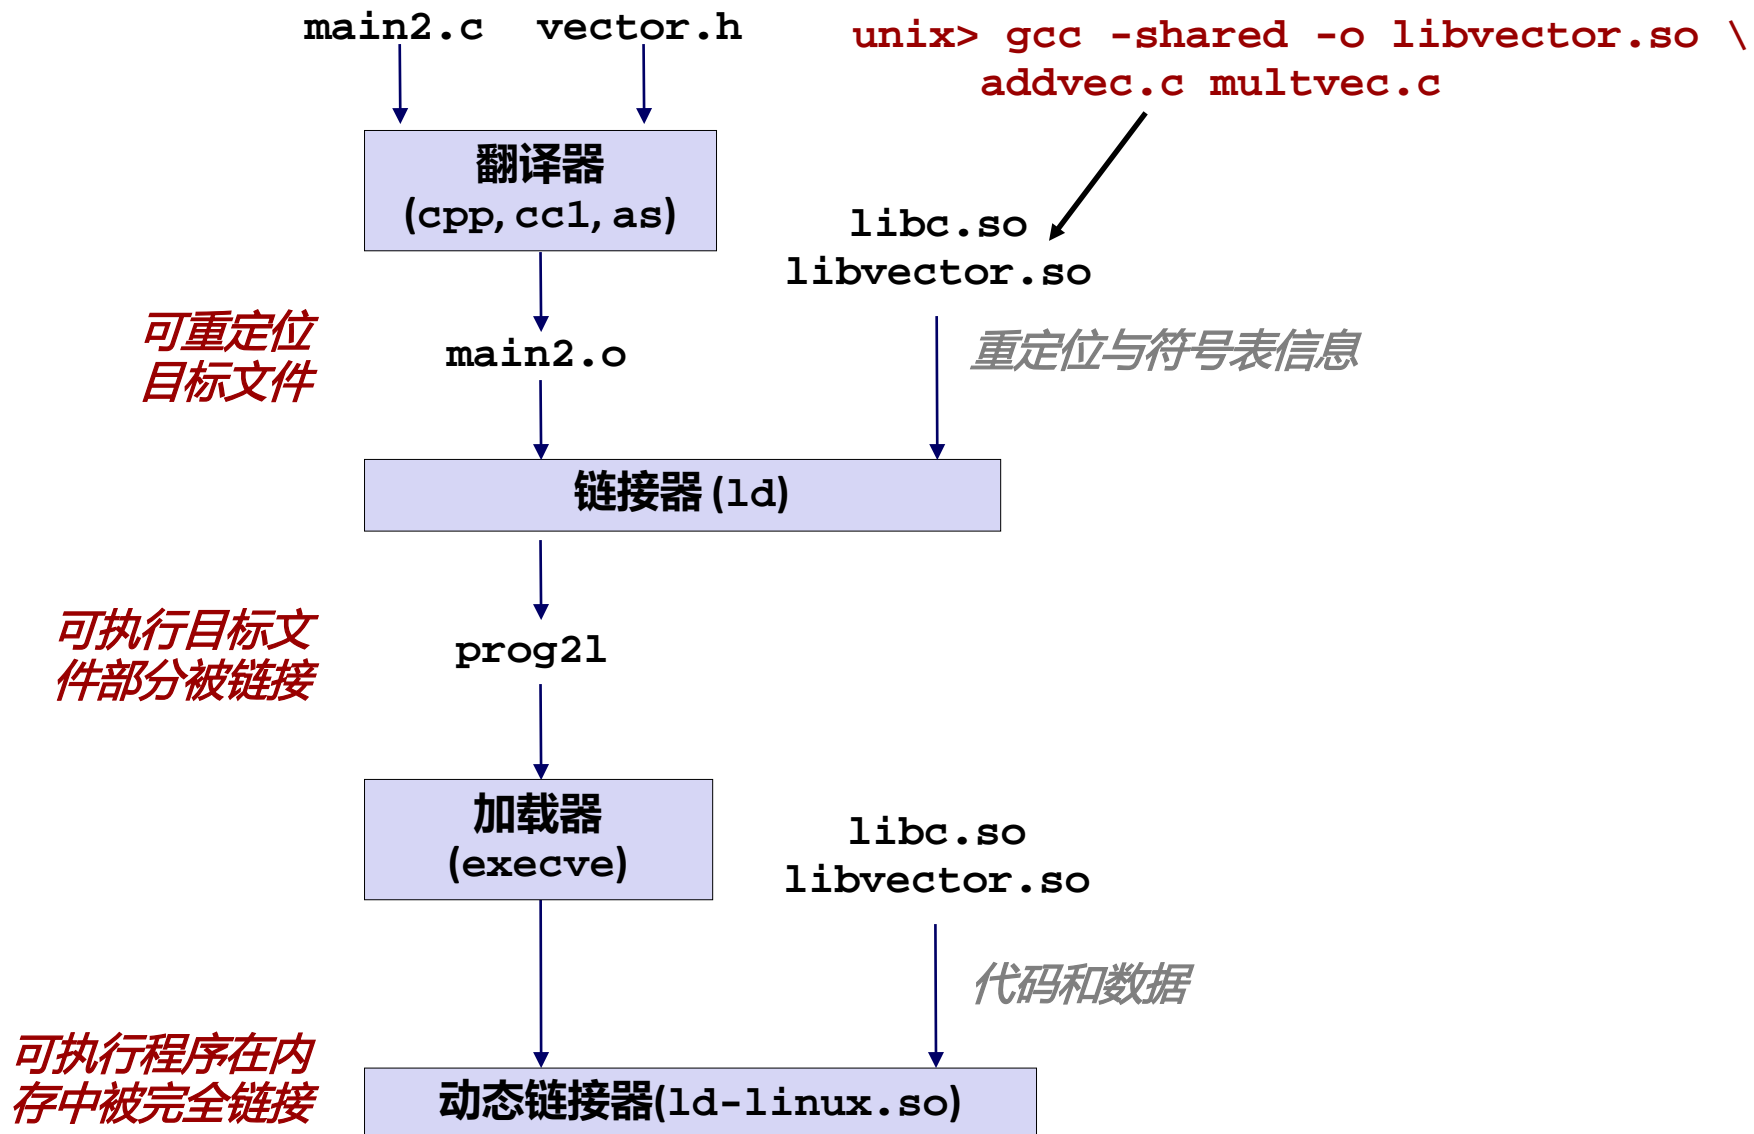 main2.c vector.h
unix> gcc -shared -o libvector.so \
addvec.c multvec.c
翻译器
(cpp, cc1, as)
libc.so
libvector.so
可重定位
目标文件
main2.o
重定位与符号表信息
链接器 (ld)
可执行目标文
件部分被链接
prog2l
加载器
(execve)
libc.so
libvector.so
代码和数据
可执行程序在内
存中被完全链接
动态链接器(ld-linux.so)